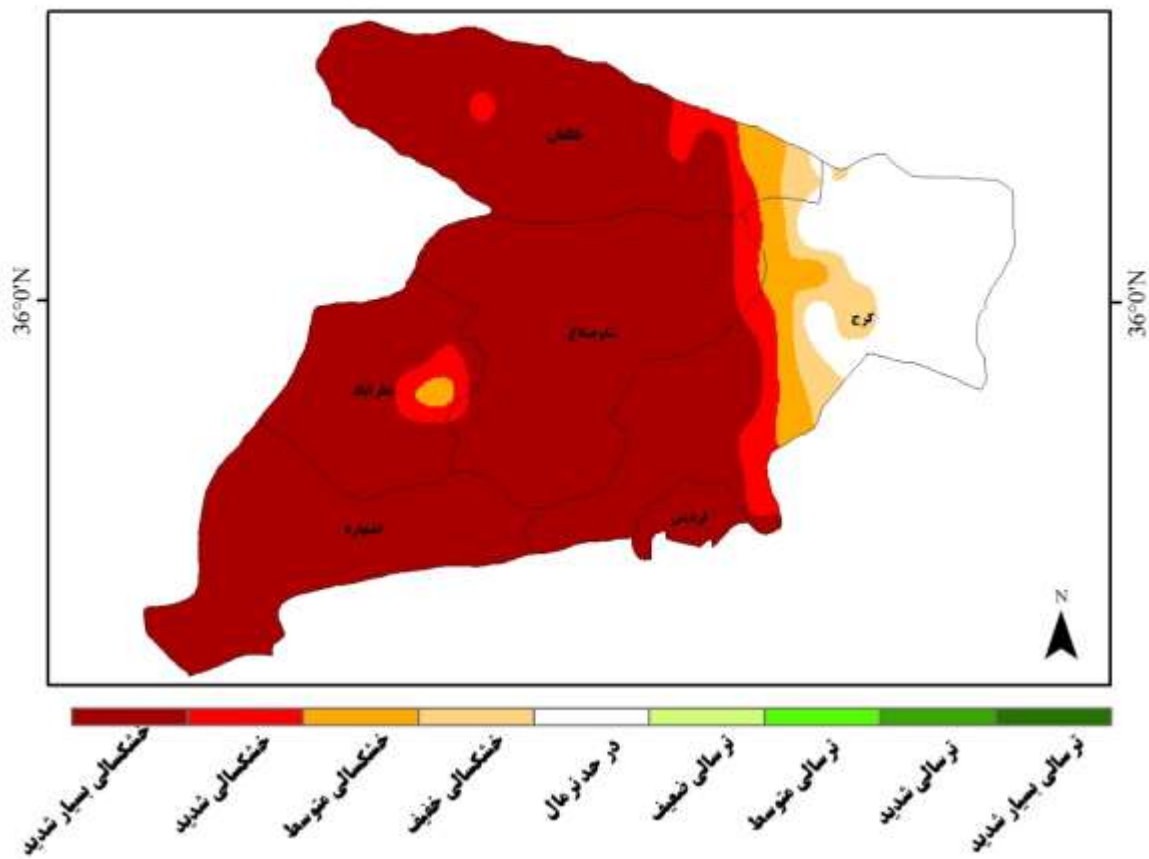 طالقان
36°0'N
36°0'N
کرج
ساوجبلاغ
نظرآباد
فردیس
اشتهارد
N
خشکسالی بسیار شدید
خشکسالی شدید
خشکسالی متوسط
خشکسالی خفیف
در حد نرمال
ترسالی ضعیف
ترسالی متوسط
ترسالی شدید
ترسالی بسیار شدید